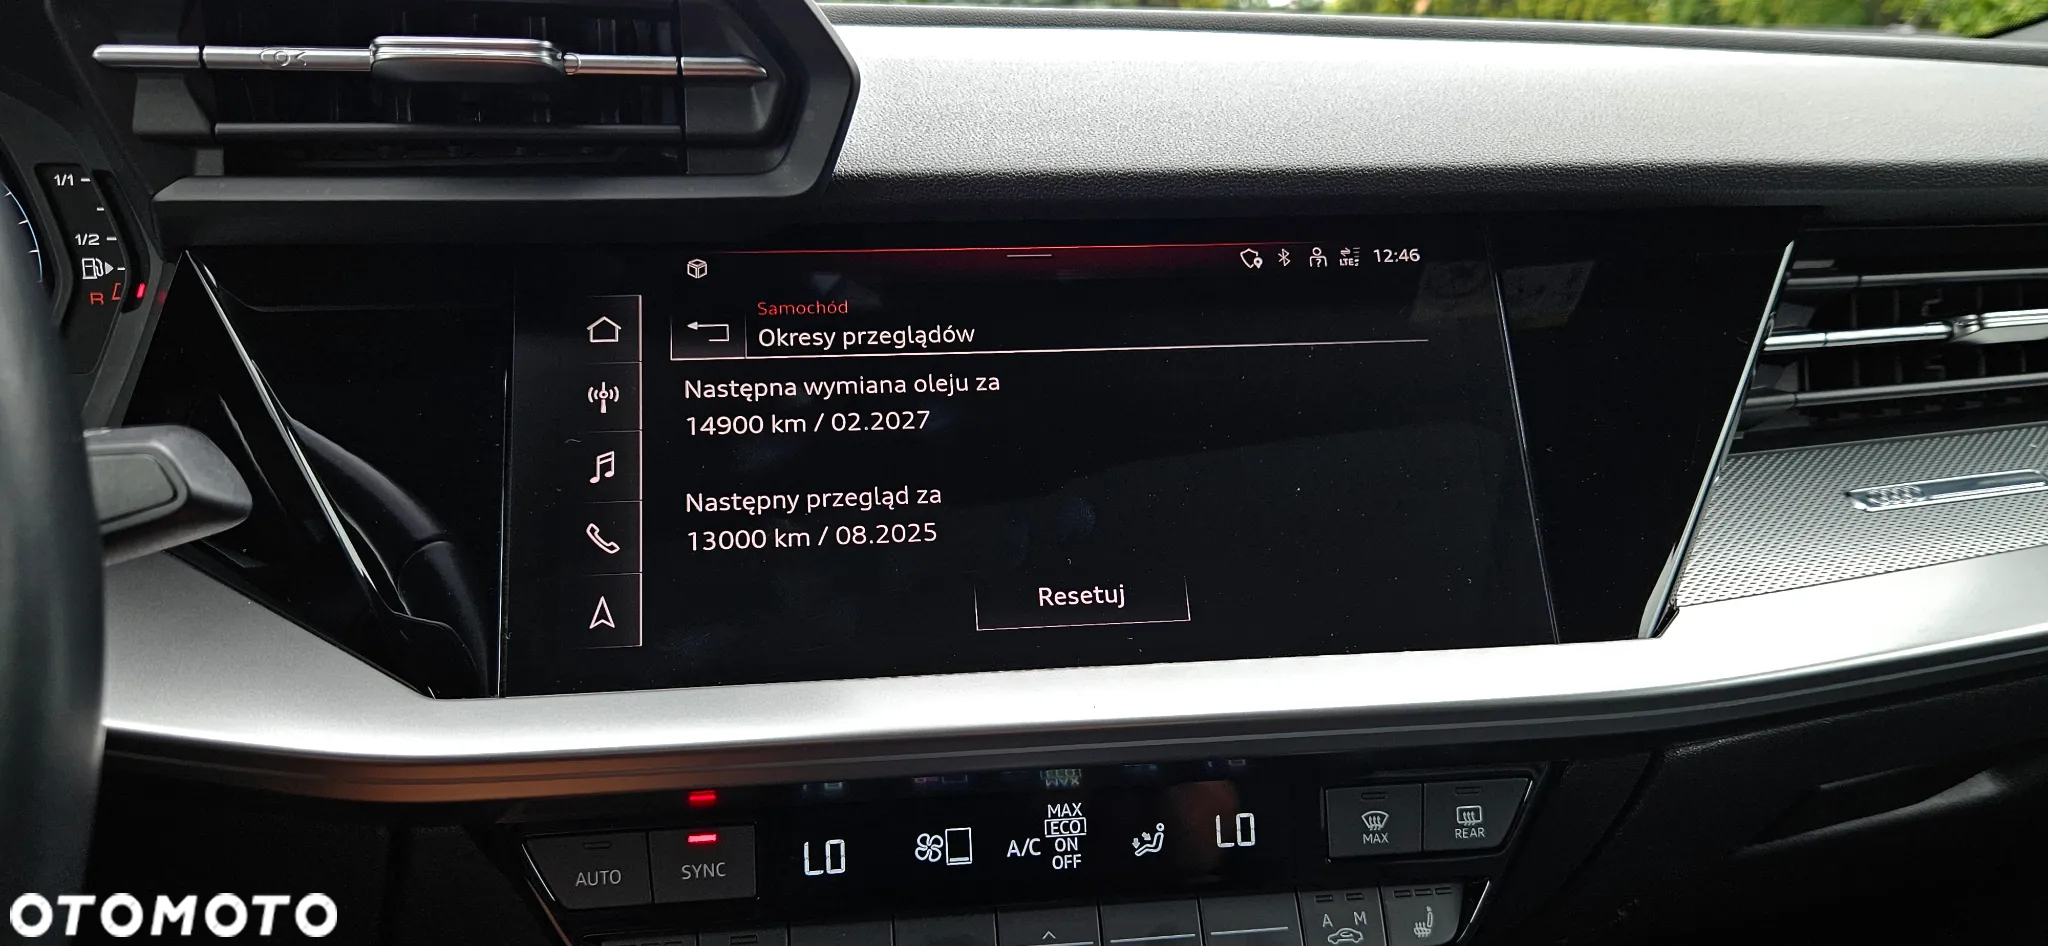 1/1
1/2
R
12:46
LTE
Samochód
Okresy przeglądów
Następna wymiana oleju za
14900 km / 02.2027
Następny przegląd za
13000 km / 08.2025
Resetuj
AUTO
SYNC
LO
A/C
MAX
ECO
ON
OFF
LO
MAX
REAR
A M
OTOMOTO